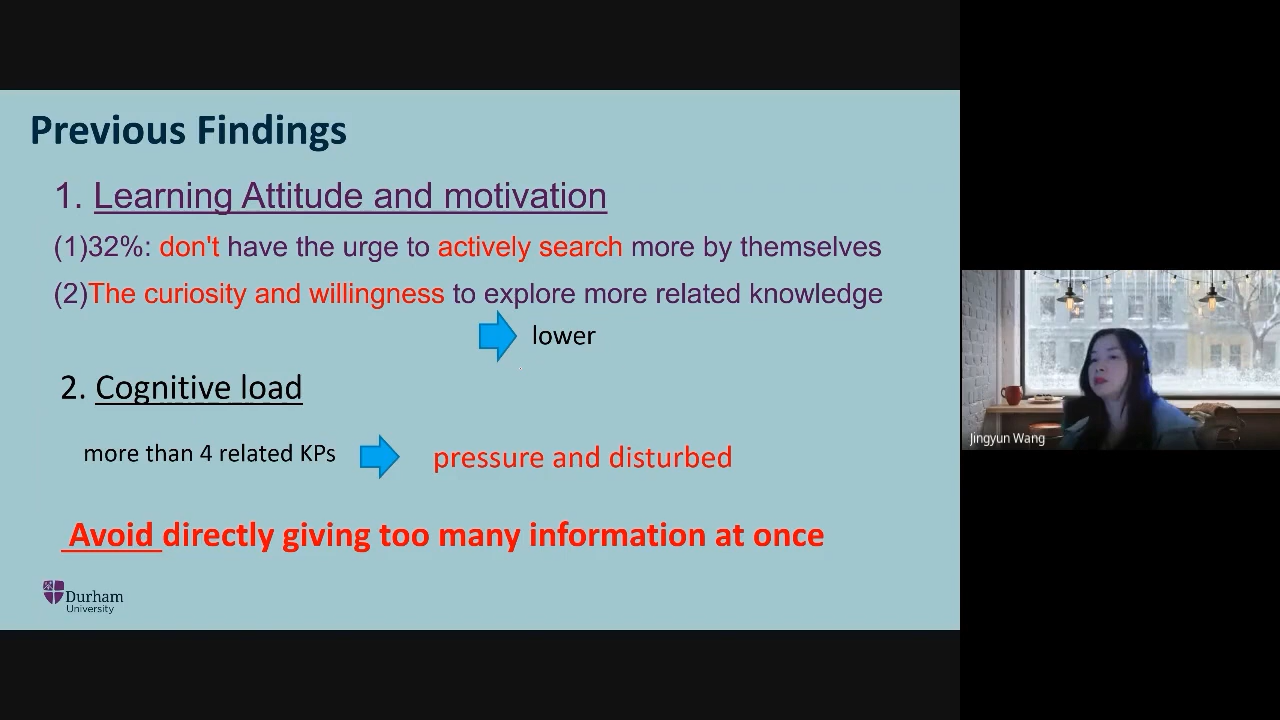 Previous Findings
1. Learning Attitude and motivation
(1)32%: don't have the urge to actively search more by themselves
(2)The curiosity and willingness to explore more related knowledge
lower
2. Cognitive load
more than 4 related KPs
pressure and disturbed
Avoid directly giving too many information at once
Durham
University
Jingyun Wang